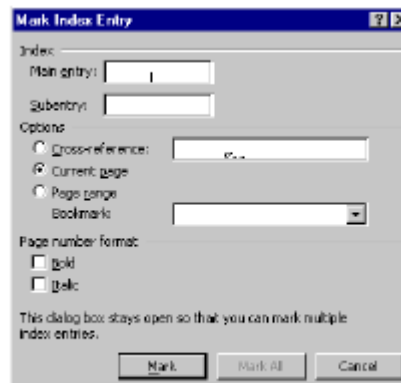 Mark Index Entry
Index
Main entry:
Subentry:
Options
Cross-reference:
Current page
Page range
Bookmark:
Page number format
Bold
Italic
This dialog box stays open so that you can mark multiple
index entries.
Mark Mark All Cancel